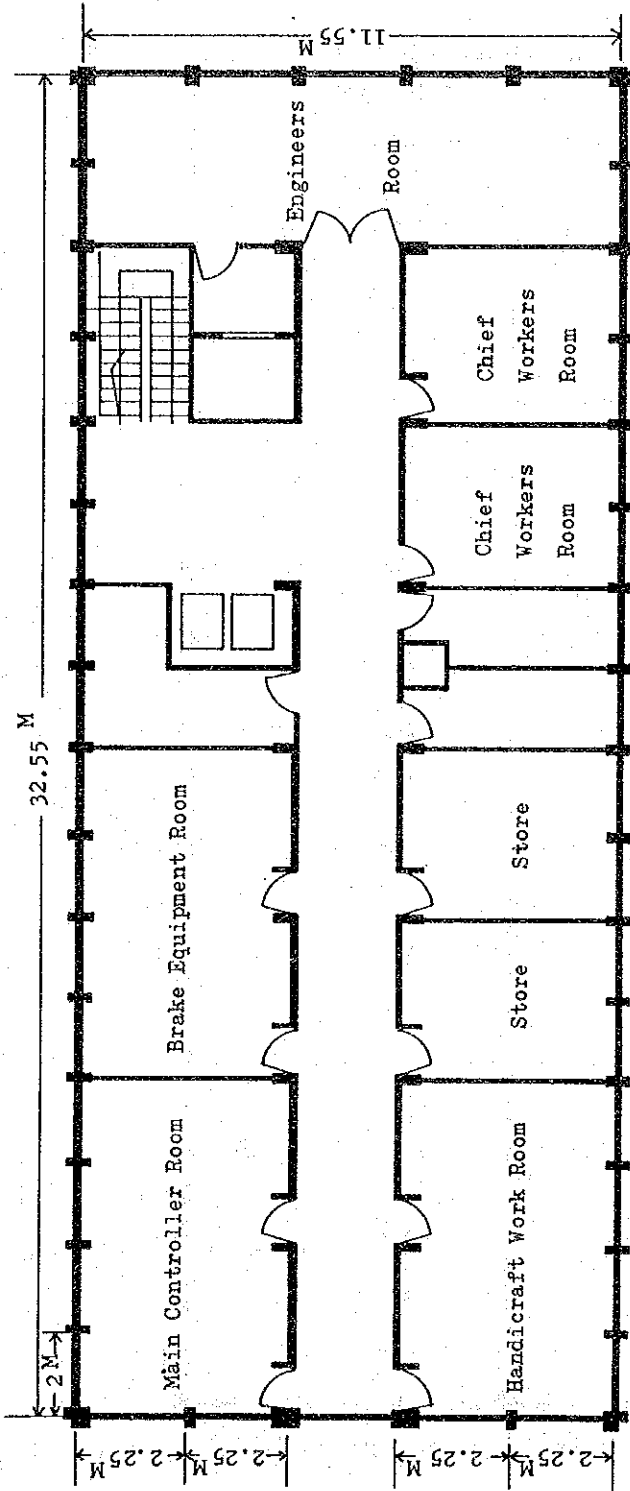 32.55 M
11.55 M
2 M
2.25 M
2.25 M
2.25 M
2.25 M
Main Controller Room
Brake Equipment Room
Engineers
Room
Handicraft Work Room
Store
Store
Chief
Workers
Room
Chief
Workers
Room